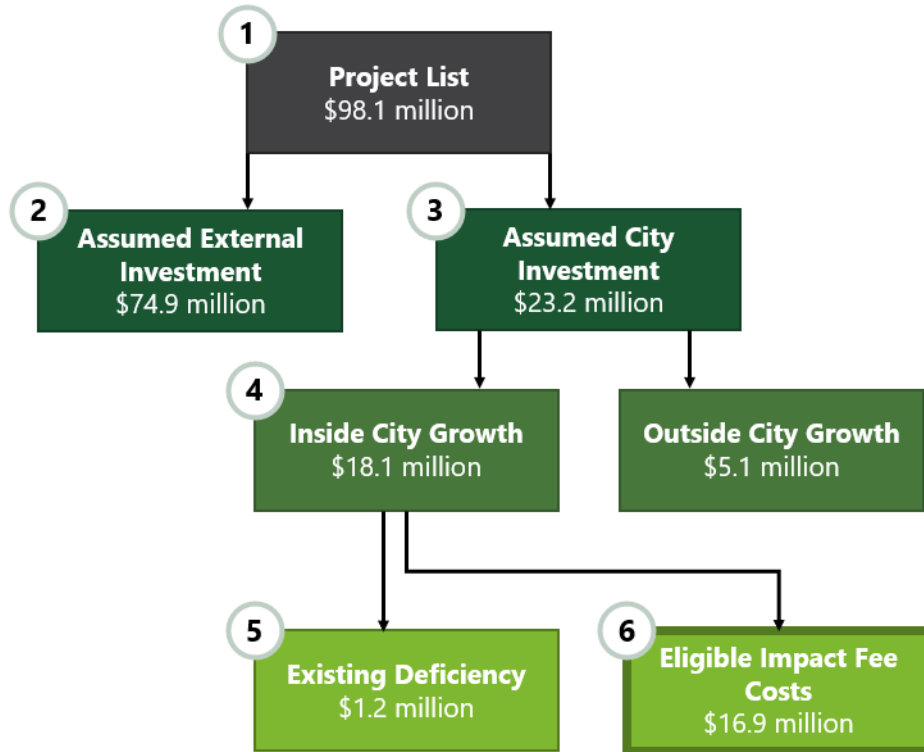 1
Project List
$98.1 million
2
Assumed External
Investment
$74.9 million
3
Assumed City
Investment
$23.2 million
4
Inside City Growth
$18.1 million
Outside City Growth
$5.1 million
5
Existing Deficiency
$1.2 million
6
Eligible Impact Fee
Costs
$16.9 million